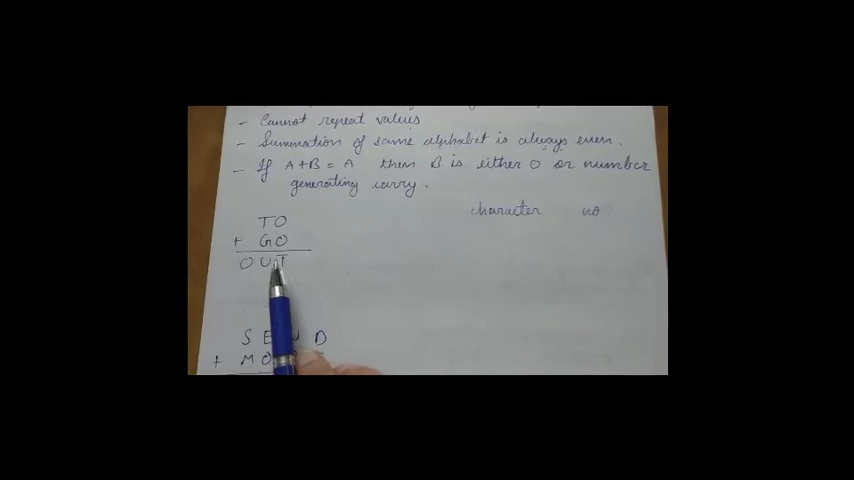 - Cannot repeat values
- Summation of same alphabet is always even.
- If A+B = A then B is either 0 or number
generating carry.
character no.
TO
+ GO
OUT
S E N D
+ M O